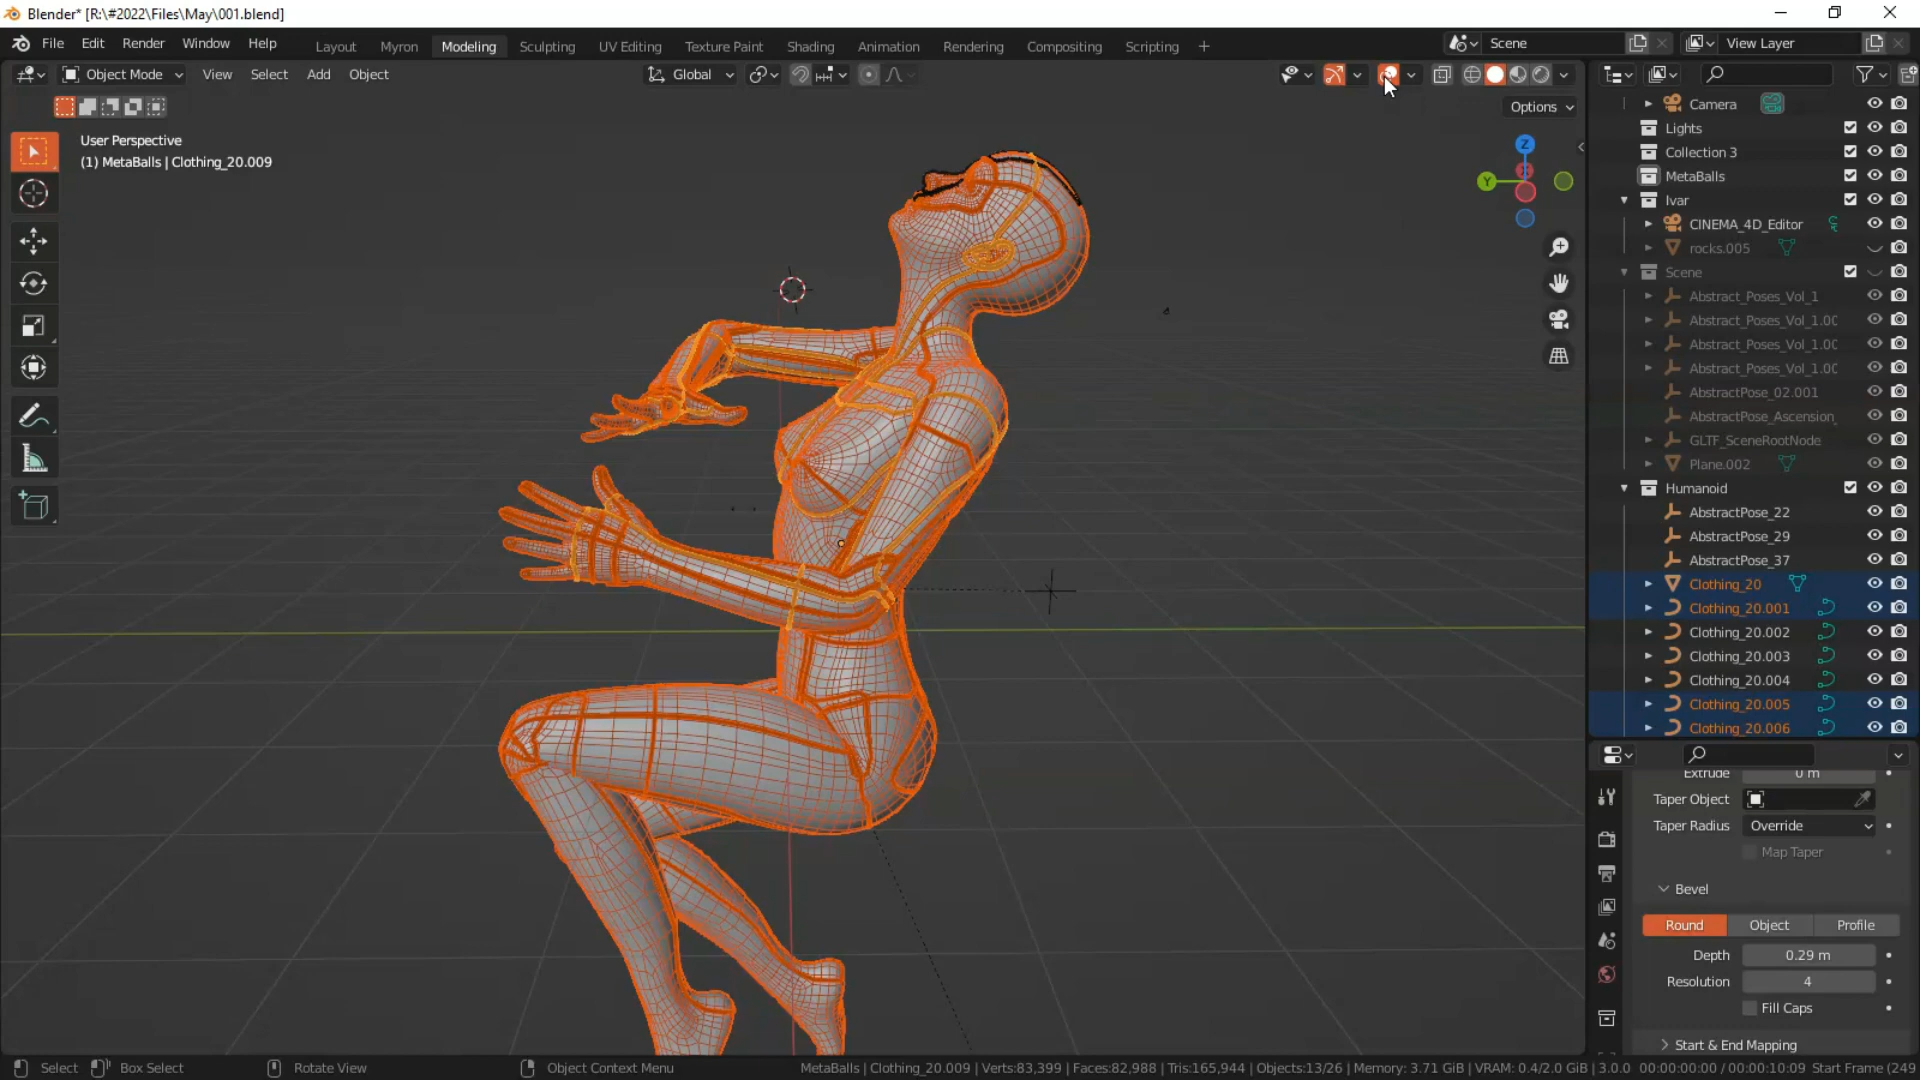 Blender* [R:\#2022\Files\May\001.blend]
File Edit Render Window Help
Layout Myron Modeling Sculpting UV Editing Texture Paint Shading Animation Rendering Compositing Scripting +
Scene
View Layer
Object Mode View Select Add Object
Global
Options
User Perspective
(1) MetaBalls | Clothing_20.009
Z
Y
Camera
Lights
Collection 3
MetaBalls
Ivar
CINEMA_4D_Editor
rocks.005
Scene
Abstract_Poses_Vol_1
Abstract_Poses_Vol_1.0(
Abstract_Poses_Vol_1.0(
Abstract_Poses_Vol_1.0(
AbstractPose_02.001
AbstractPose_Ascension_
GLTF_SceneRootNode
Plane.002
Humanoid
AbstractPose_22
AbstractPose_29
AbstractPose_37
Clothing_20
Clothing_20.001
Clothing_20.002
Clothing_20.003
Clothing_20.004
Clothing_20.005
Clothing_20.006
Extrude 0 m
Taper Object
Taper Radius Override
Map Taper
Bevel
Round Object Profile
Depth 0.29 m
Resolution 4
Fill Caps
Start & End Mapping
Select Box Select Rotate View Object Context Menu
MetaBalls | Clothing_20.009 | Verts:83,399 | Faces:82,988 | Tris:165,944 | Objects:13/26 | Memory: 3.71 GiB | VRAM: 0.4/2.0 GiB | 3.0.0 00:00:00:00 / 00:00:10:09 Start Frame (249